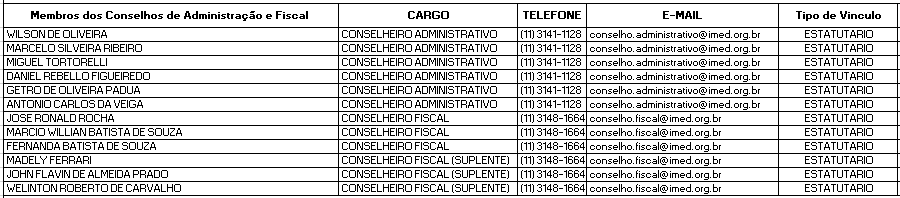 Membros dos Conselhos de Administração e Fiscal CARGO TELEFONE E-MAIL Tipo de Vinculo
WILSON DE OLIVEIRA CONSELHEIRO ADMINISTRATIVO (11) 3141-1128 conselho.administrativo@imed.org.br ESTATUTARIO
MARCELO SILVEIRA RIBEIRO CONSELHEIRO ADMINISTRATIVO (11) 3141-1128 conselho.administrativo@imed.org.br ESTATUTARIO
MIGUEL TORTORELLI CONSELHEIRO ADMINISTRATIVO (11) 3141-1128 conselho.administrativo@imed.org.br ESTATUTARIO
DANIEL REBELLO FIGUEIREDO CONSELHEIRO ADMINISTRATIVO (11) 3141-1128 conselho.administrativo@imed.org.br ESTATUTARIO
GETRO DE OLIVEIRA PADUA CONSELHEIRO ADMINISTRATIVO (11) 3141-1128 conselho.administrativo@imed.org.br ESTATUTARIO
ANTONIO CARLOS DA VEIGA CONSELHEIRO ADMINISTRATIVO (11) 3141-1128 conselho.administrativo@imed.org.br ESTATUTARIO
JOSE RONALD ROCHA CONSELHEIRO FISCAL (11) 3148-1664 conselho.fiscal@imed.org.br ESTATUTARIO
MARCIO WILLIAN BATISTA DE SOUZA CONSELHEIRO FISCAL (11) 3148-1664 conselho.fiscal@imed.org.br ESTATUTARIO
FERNANDA BATISTA DE SOUZA CONSELHEIRO FISCAL (11) 3148-1664 conselho.fiscal@imed.org.br ESTATUTARIO
MADELY FERRARI CONSELHEIRO FISCAL (SUPLENTE) (11) 3148-1664 conselho.fiscal@imed.org.br ESTATUTARIO
JOHN FLAVIN DE ALMEIDA PRADO CONSELHEIRO FISCAL (SUPLENTE) (11) 3148-1664 conselho.fiscal@imed.org.br ESTATUTARIO
WELINTON ROBERTO DE CARVALHO CONSELHEIRO FISCAL (SUPLENTE) (11) 3148-1664 conselho.fiscal@imed.org.br ESTATUTARIO